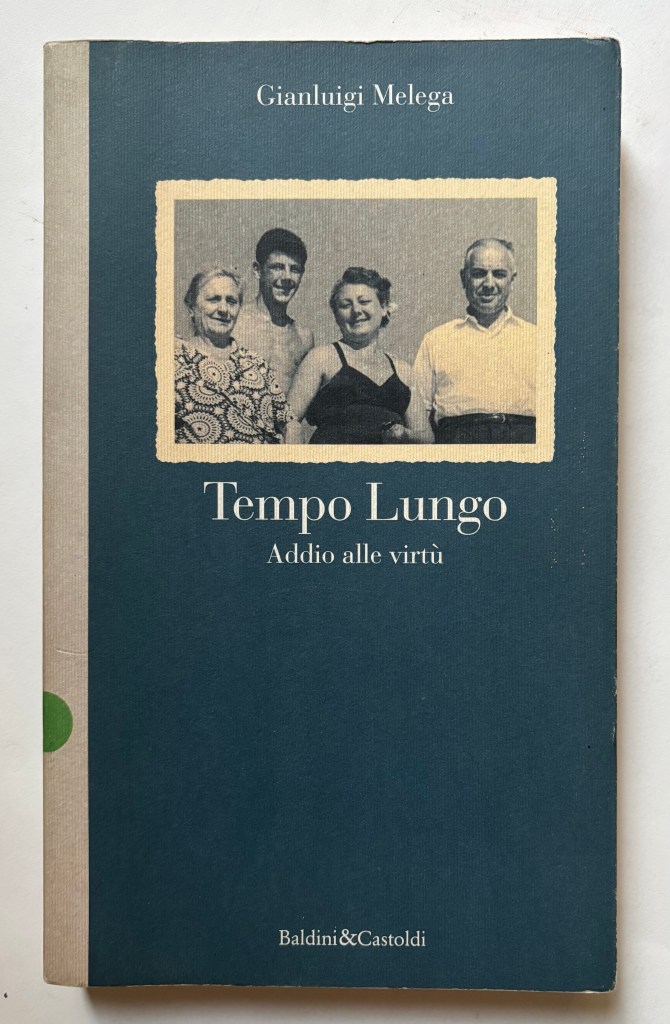 Gianluigi Melega
Tempo Lungo
Addio alle virtù
Baldini&Castoldi